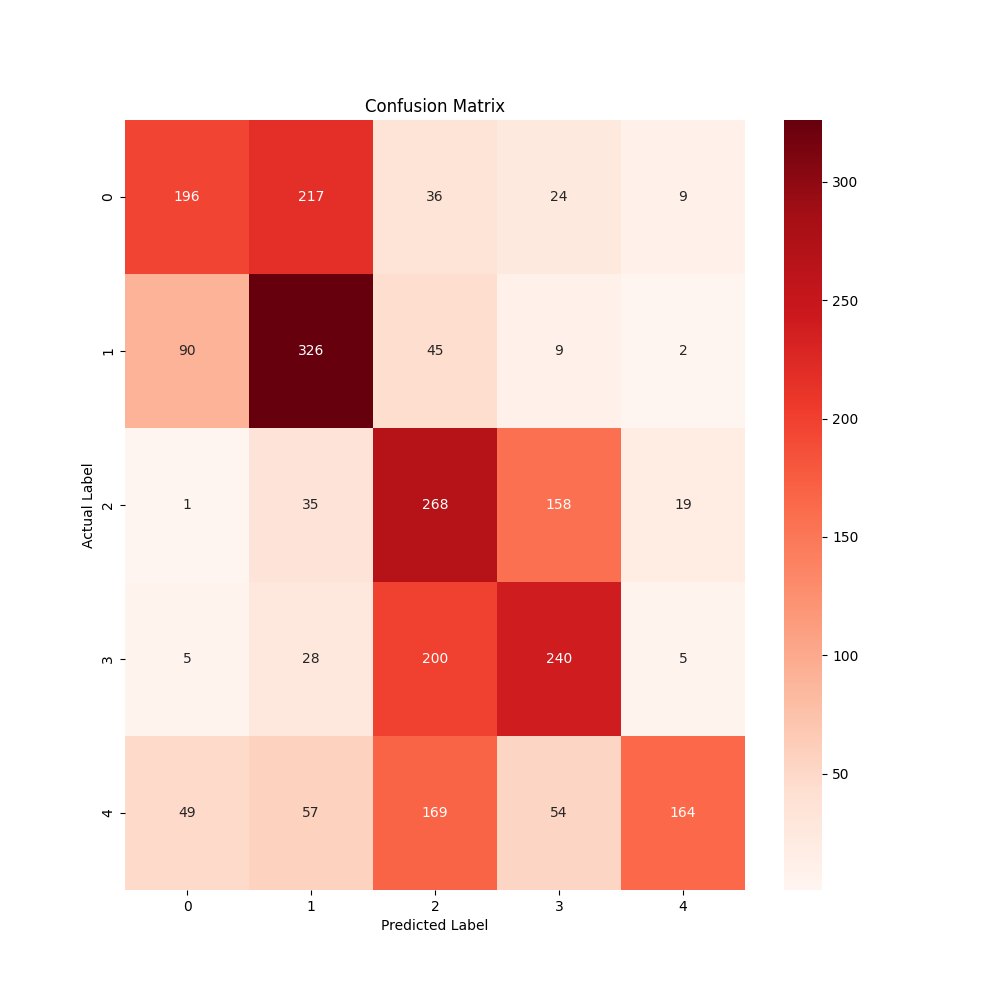 Confusion Matrix
0 196 217 36 24 9
1 90 326 45 9 2
2 1 35 268 158 19
3 5 28 200 240 5
4 49 57 169 54 164
0 1 2 3 4
Predicted Label
Actual Label
300
250
200
150
100
50